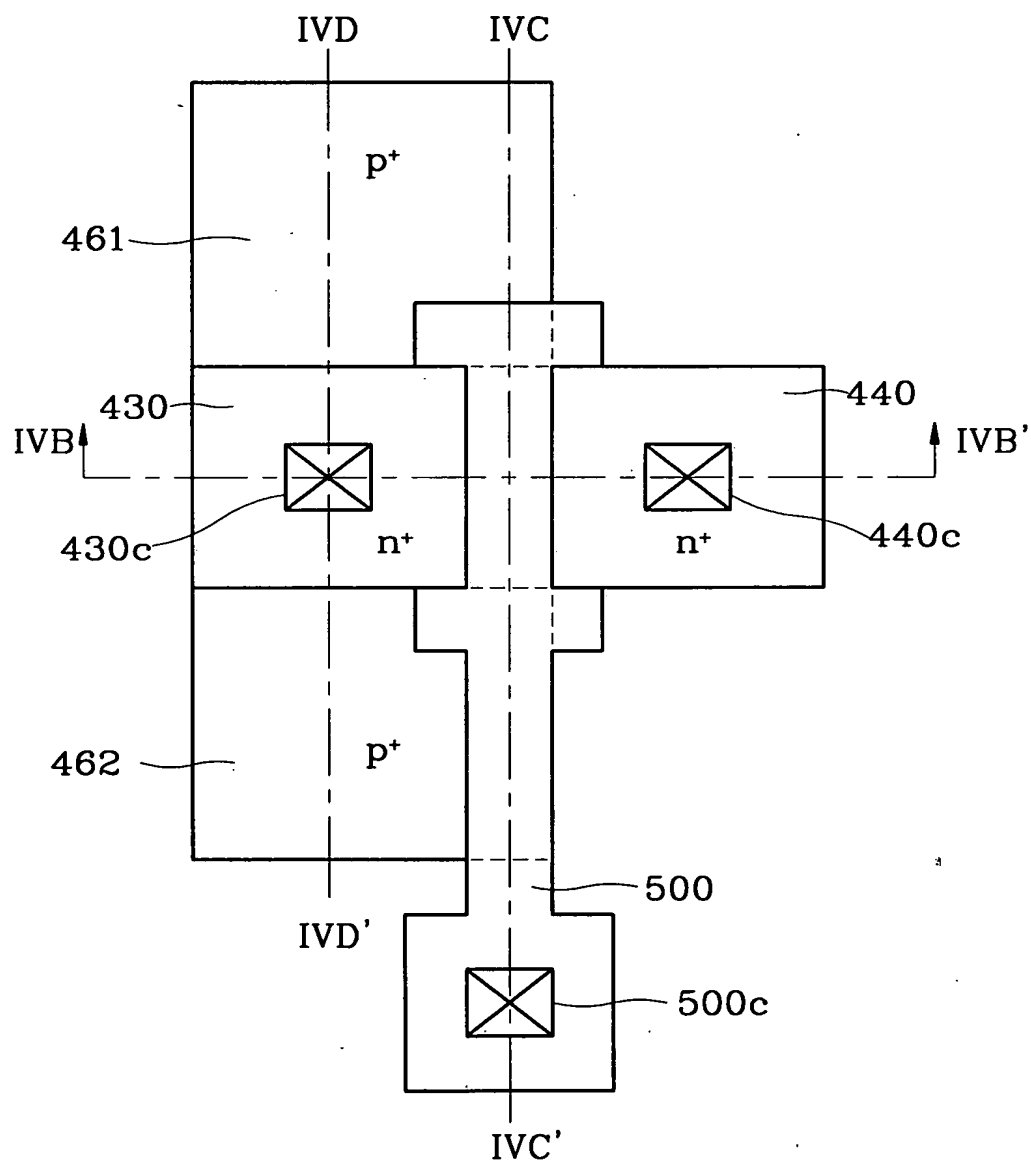 IVD
IVC
p+
461
430
440
IVB
IVB'
430c
n+
n+
440c
462
p+
500
IVD'
500c
IVC'